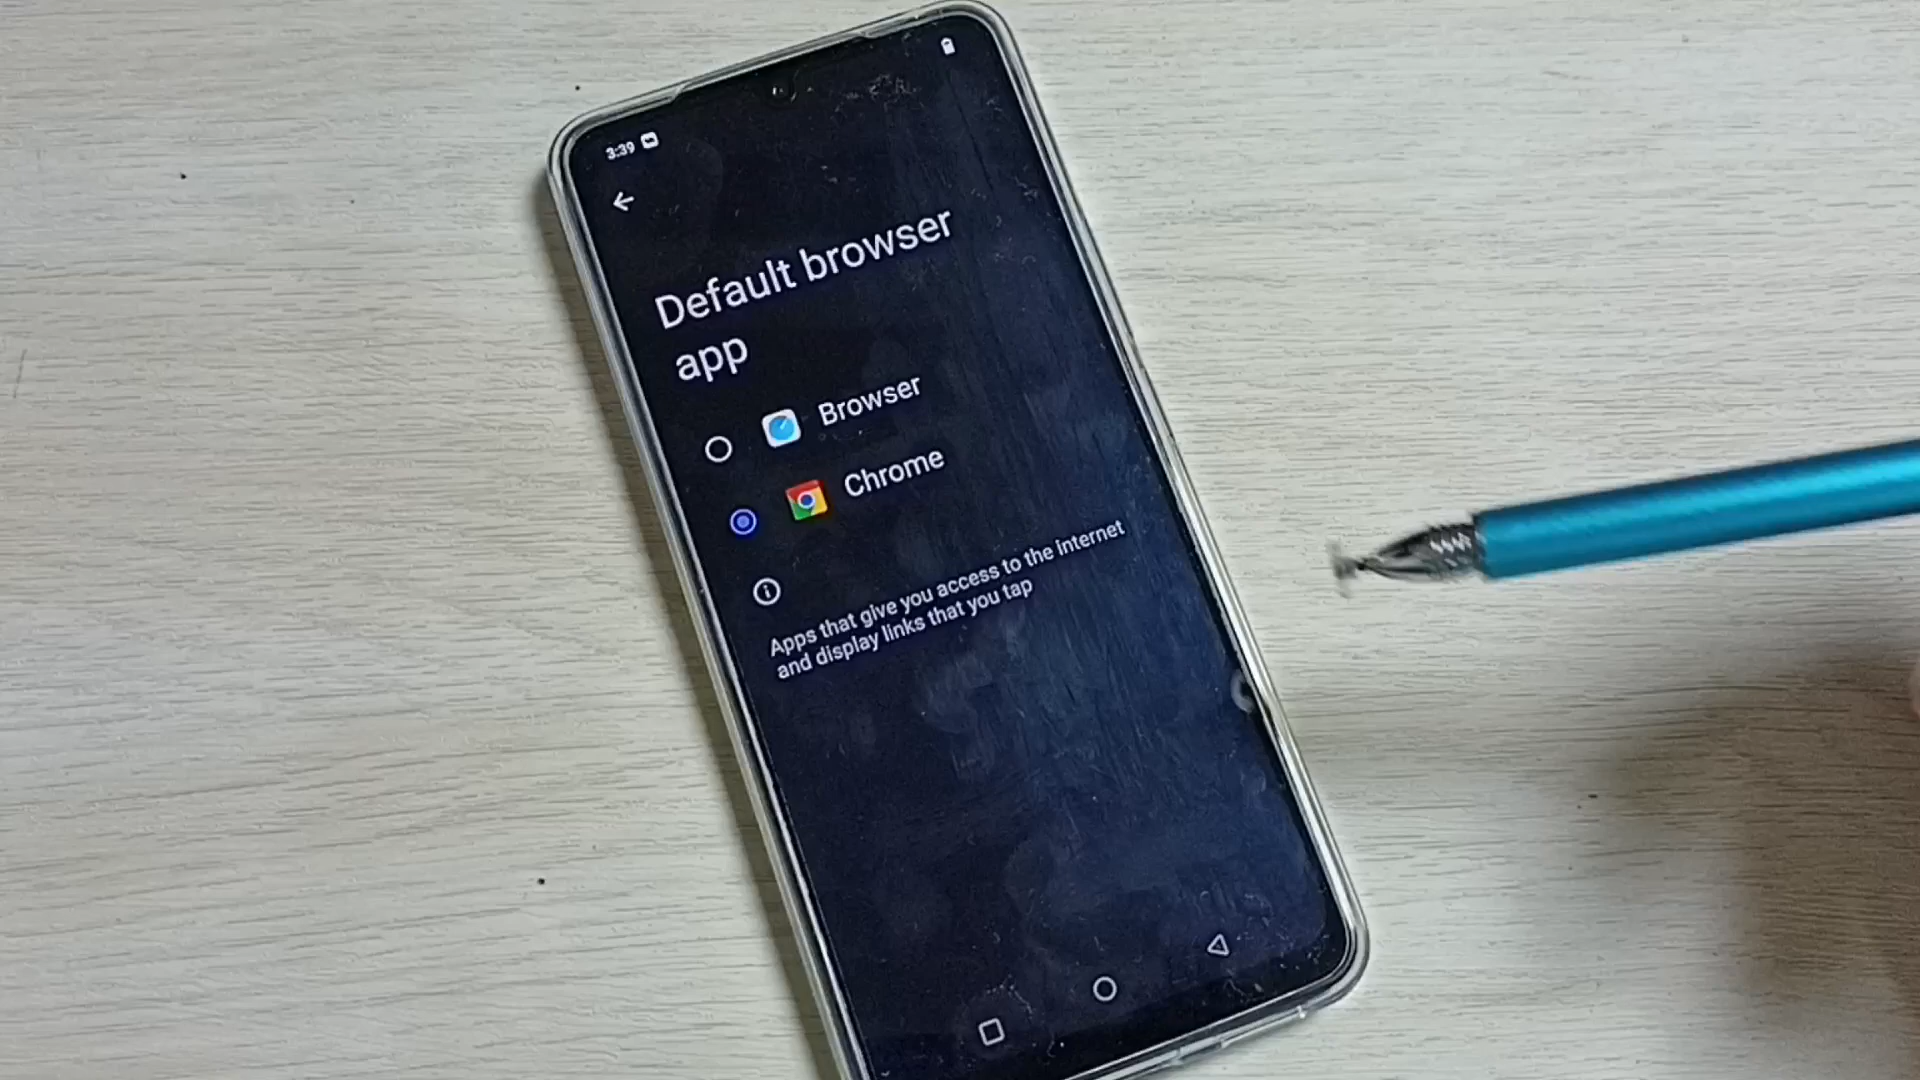 3:39
Default browser
app
Browser
Chrome
Apps that give you access to the internet
and display links that you tap